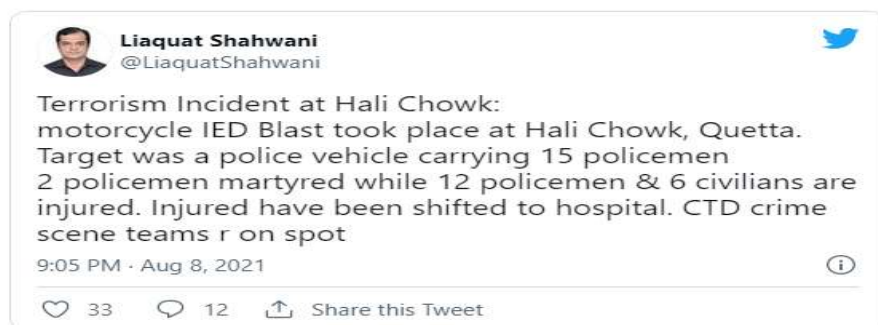 Liaquat Shahwani
@LiaquatShahwani
Terrorism Incident at Hali Chowk:
motorcycle IED Blast took place at Hali Chowk, Quetta.
Target was a police vehicle carrying 15 policemen
2 policemen martyred while 12 policemen & 6 civilians are
injured. Injured have been shifted to hospital. CTD crime
scene teams r on spot
9:05 PM · Aug 8, 2021
33 12 Share this Tweet